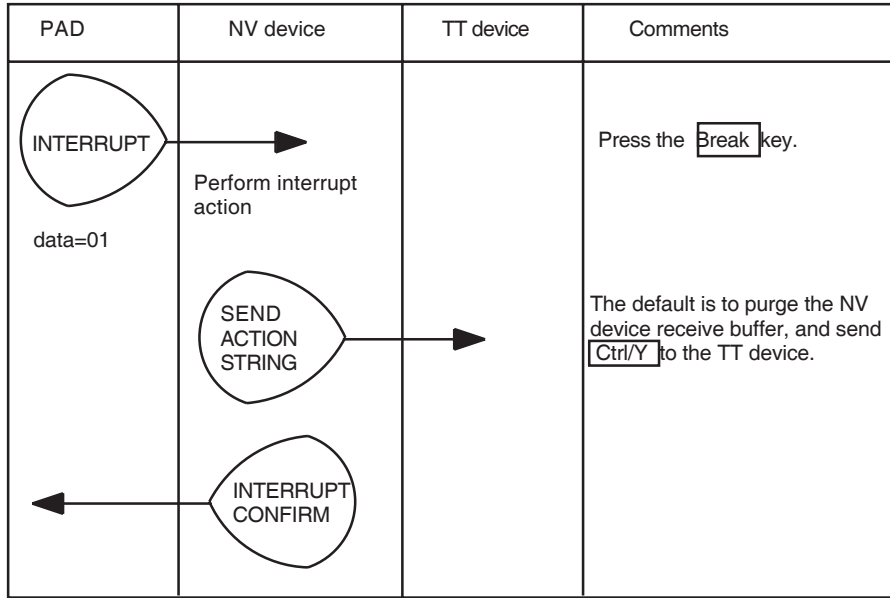 PAD NV device TT device Comments
INTERRUPT
Press the Break key.
Perform interrupt
action
data=01
SEND
ACTION
STRING
The default is to purge the NV
device receive buffer, and send
Ctrl/Y to the TT device.
INTERRUPT
CONFIRM